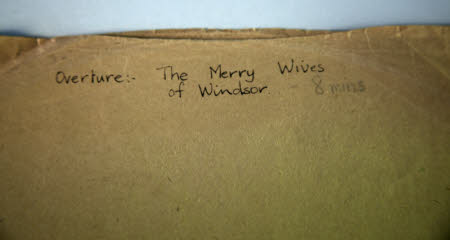 Overture:- The Merry Wives
of Windsor. - 8 mins